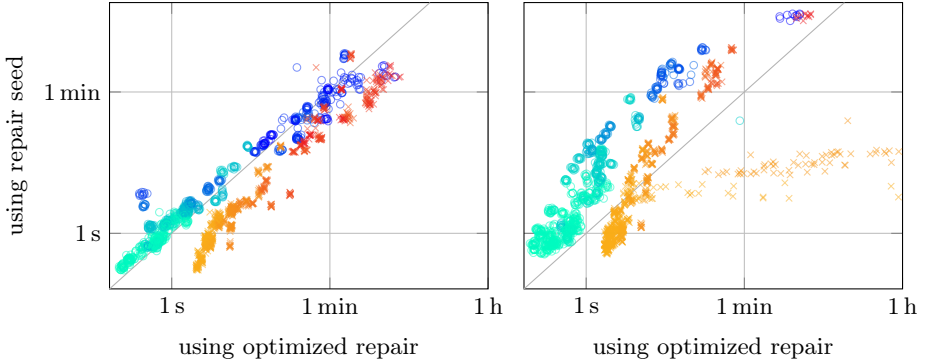 using repair seed
1 min
1 s
1 s
1 min
1 h
1 s
1 min
1 h
using optimized repair
using optimized repair